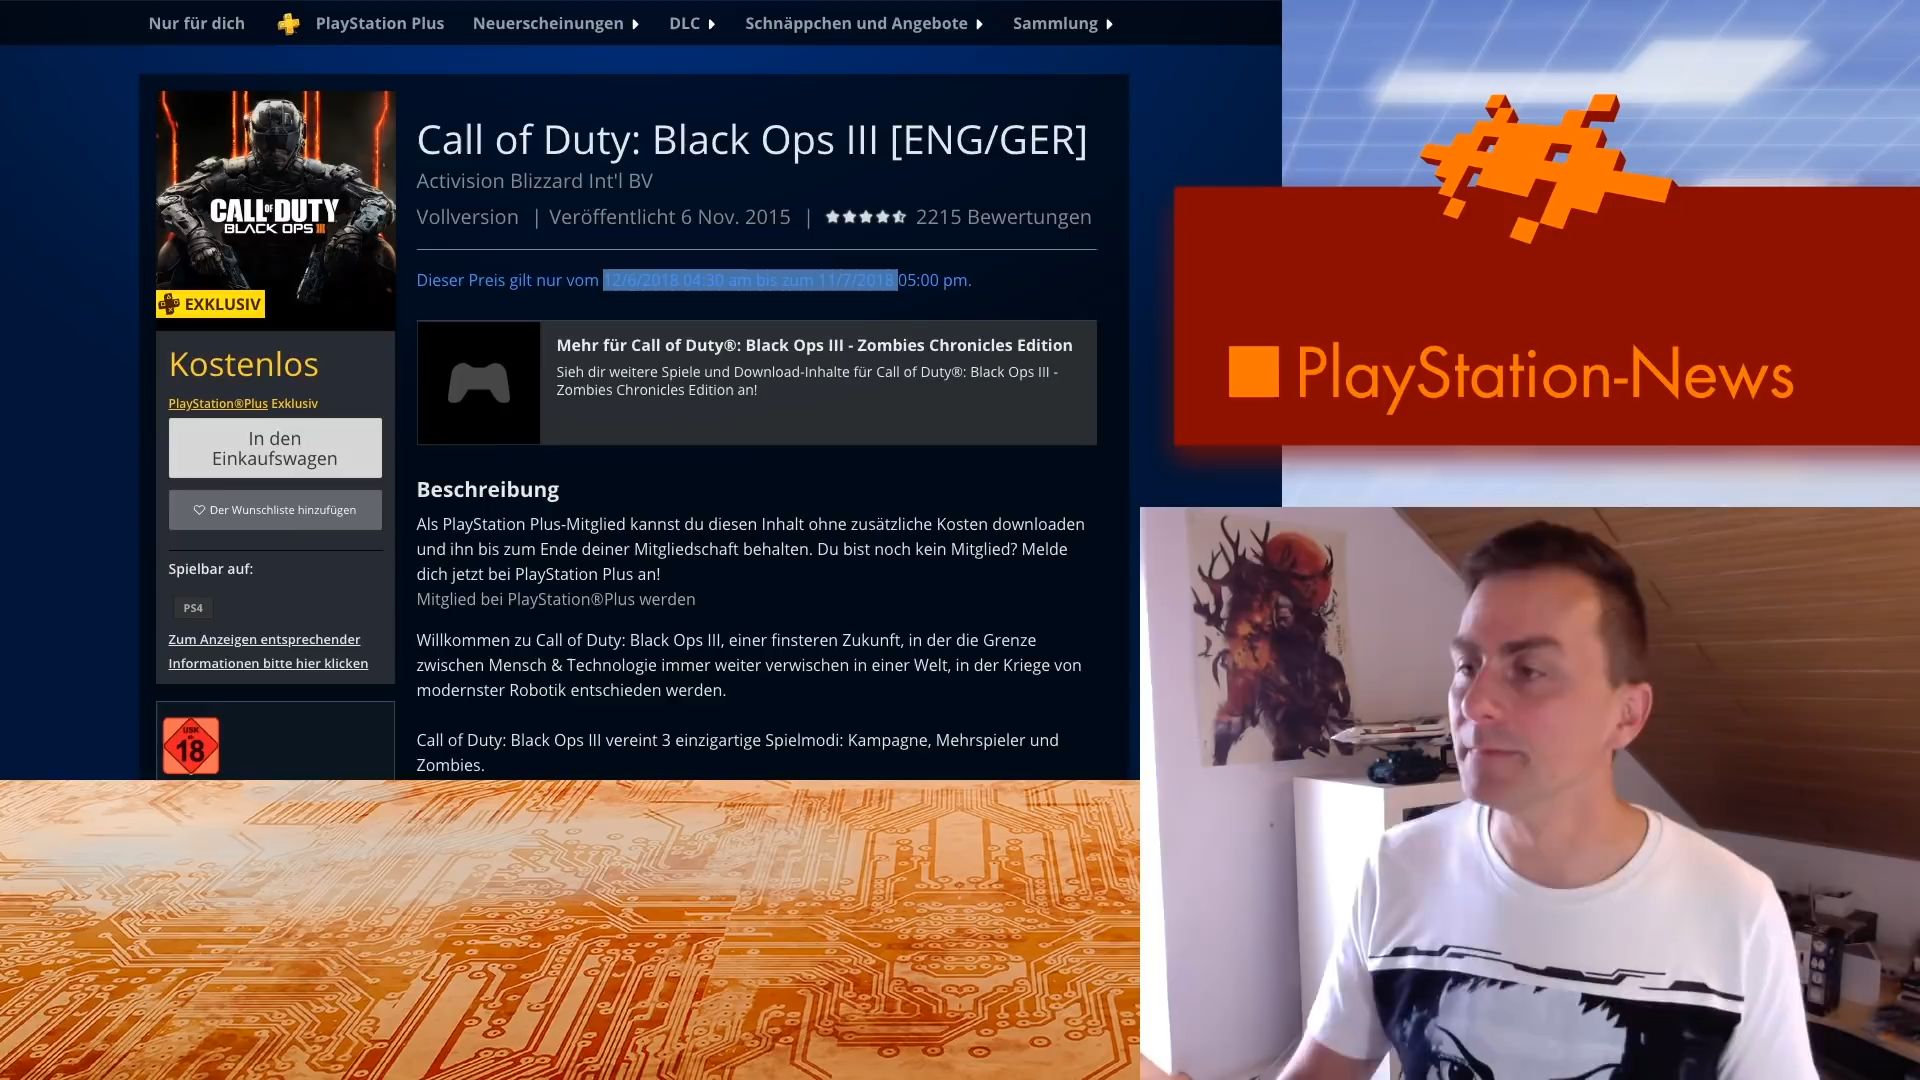 Nur für dich
PlayStation Plus
Neuerscheinungen
DLC
Schnäppchen und Angebote
Sammlung
CALL OF DUTY
BLACK OPS III
EXKLUSIV
Kostenlos
PlayStation®Plus Exklusiv
In den
Einkaufswagen
Der Wunschliste hinzufügen
Spielbar auf:
PS4
Zum Anzeigen entsprechender
Informationen bitte hier klicken
USK
ab
18
Call of Duty: Black Ops III [ENG/GER]
Activision Blizzard Int'l BV
Vollversion | Veröffentlicht 6 Nov. 2015 | 2215 Bewertungen
Dieser Preis gilt nur vom 12/6/2018 04:30 am bis zum 11/7/2018 05:00 pm.
Mehr für Call of Duty®: Black Ops III - Zombies Chronicles Edition
Sieh dir weitere Spiele und Download-Inhalte für Call of Duty®: Black Ops III -
Zombies Chronicles Edition an!
Beschreibung
Als PlayStation Plus-Mitglied kannst du diesen Inhalt ohne zusätzliche Kosten downloaden
und ihn bis zum Ende deiner Mitgliedschaft behalten. Du bist noch kein Mitglied? Melde
dich jetzt bei PlayStation Plus an!
Mitglied bei PlayStation®Plus werden
Willkommen zu Call of Duty: Black Ops III, einer finsteren Zukunft, in der die Grenze
zwischen Mensch & Technologie immer weiter verwischen in einer Welt, in der Kriege von
modernster Robotik entschieden werden.
Call of Duty: Black Ops III vereint 3 einzigartige Spielmodi: Kampagne, Mehrspieler und
Zombies.
PlayStation-News